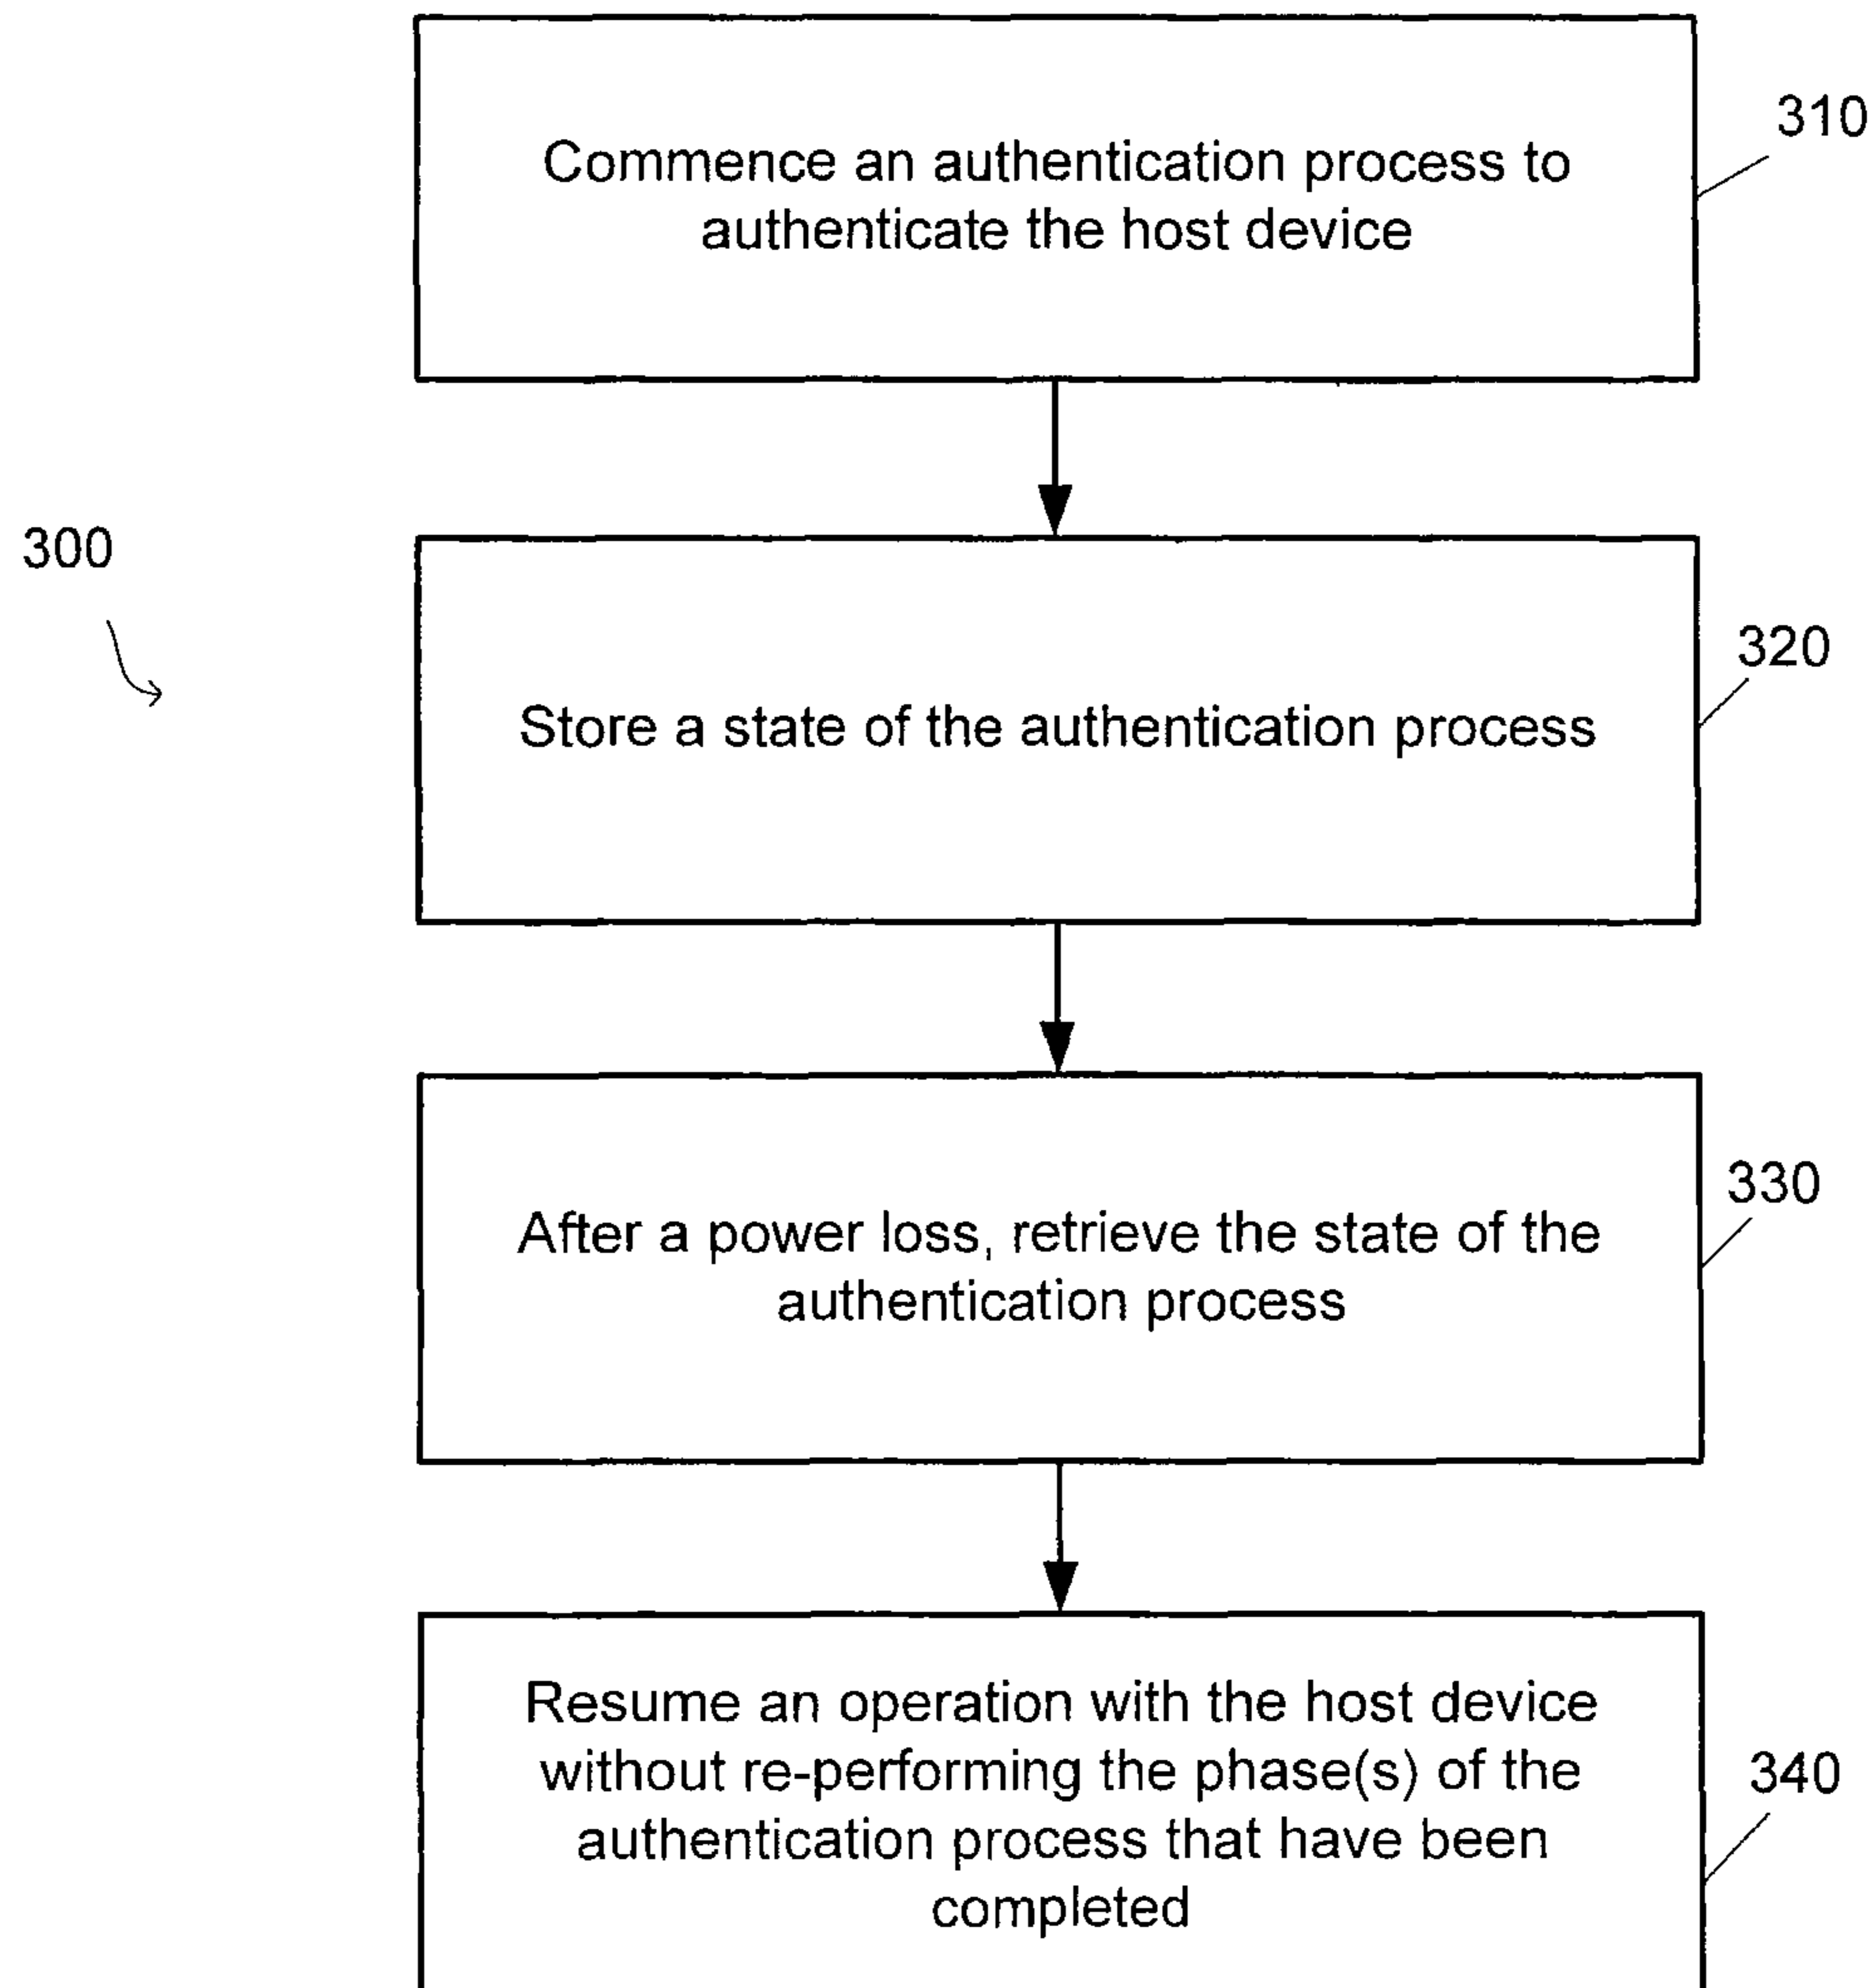 310
Commence an authentication process to
authenticate the host device
300
320
Store a state of the authentication process
330
After a power loss, retrieve the state of the
authentication process
Resume an operation with the host device
without re-performing the phase(s) of the
340
authentication process that have been
completed